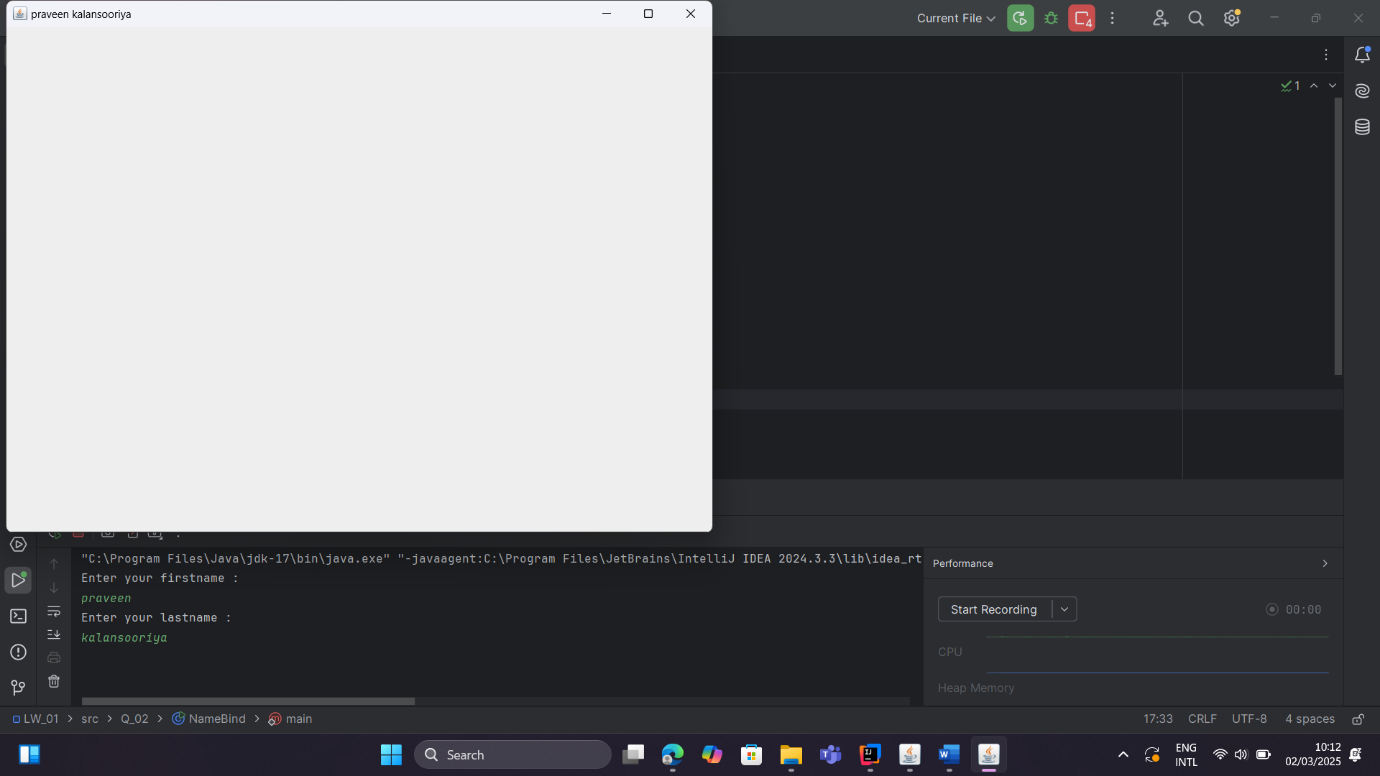 praveen kalansooriya
Current File
4
1
"C:\Program Files\Java\jdk-17\bin\java.exe" "-javaagent:C:\Program Files\JetBrains\IntelliJ IDEA 2024.3.3\lib\idea_rt
Enter your firstname :
praveen
Enter your lastname :
kalansooriya
Performance
Start Recording
00:00
CPU
Heap Memory
LW_01 > src > Q_02 > NameBind > main
17:33 CRLF UTF-8 4 spaces
Search
ENG
INTL
10:12
02/03/2025